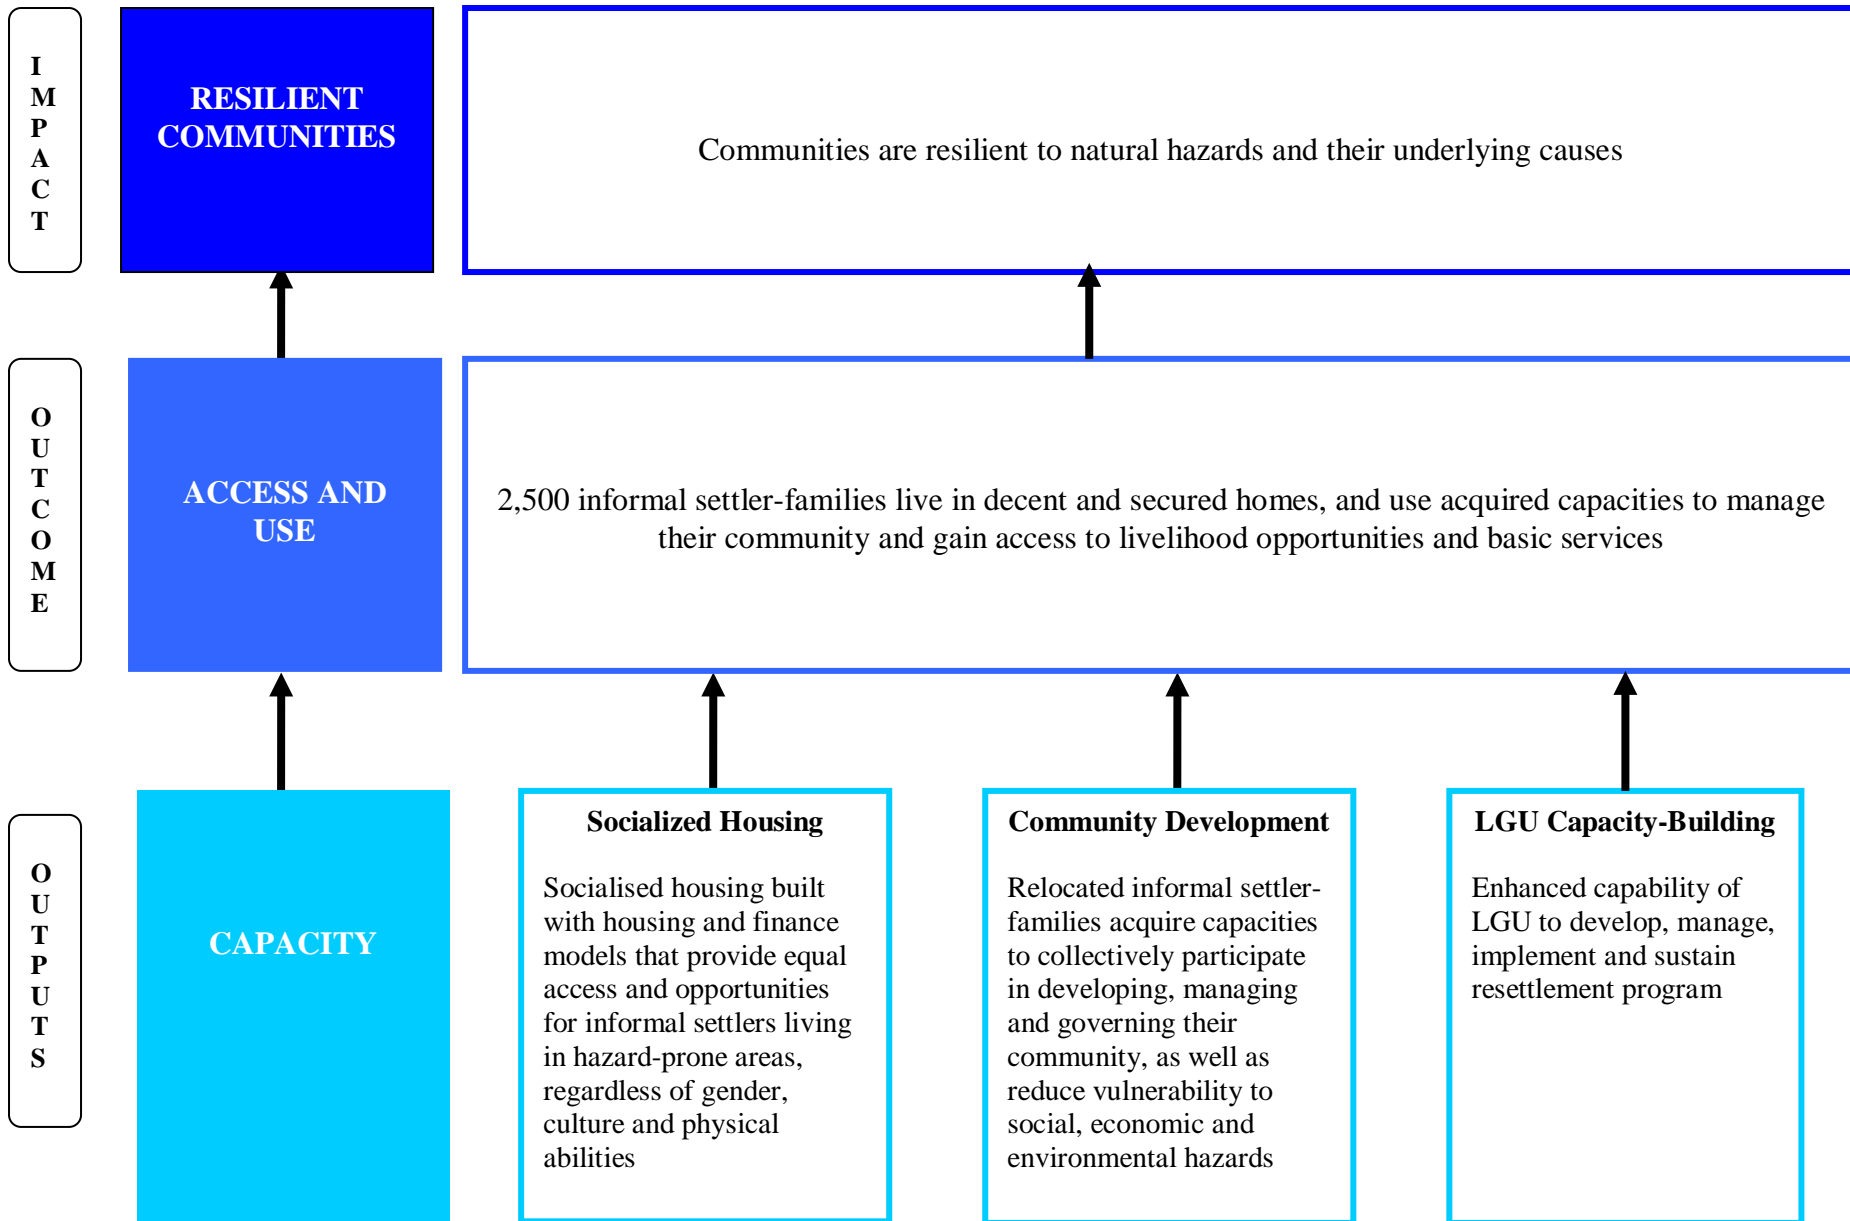 I
M
P
A
C
T
RESILIENT
COMMUNITIES
Communities are resilient to natural hazards and their underlying causes
O
U
T
C
O
M
E
ACCESS AND
USE
2,500 informal settler-families live in decent and secured homes, and use acquired capacities to manage
their community and gain access to livelihood opportunities and basic services
O
U
T
P
U
T
S
CAPACITY
Socialized Housing
Socialised housing built
with housing and finance
models that provide equal
access and opportunities
for informal settlers living
in hazard-prone areas,
regardless of gender,
culture and physical
abilities
Community Development
Relocated informal settler-
families acquire capacities
to collectively participate
in developing, managing
and governing their
community, as well as
reduce vulnerability to
social, economic and
environmental hazards
LGU Capacity-Building
Enhanced capability of
LGU to develop, manage,
implement and sustain
resettlement program